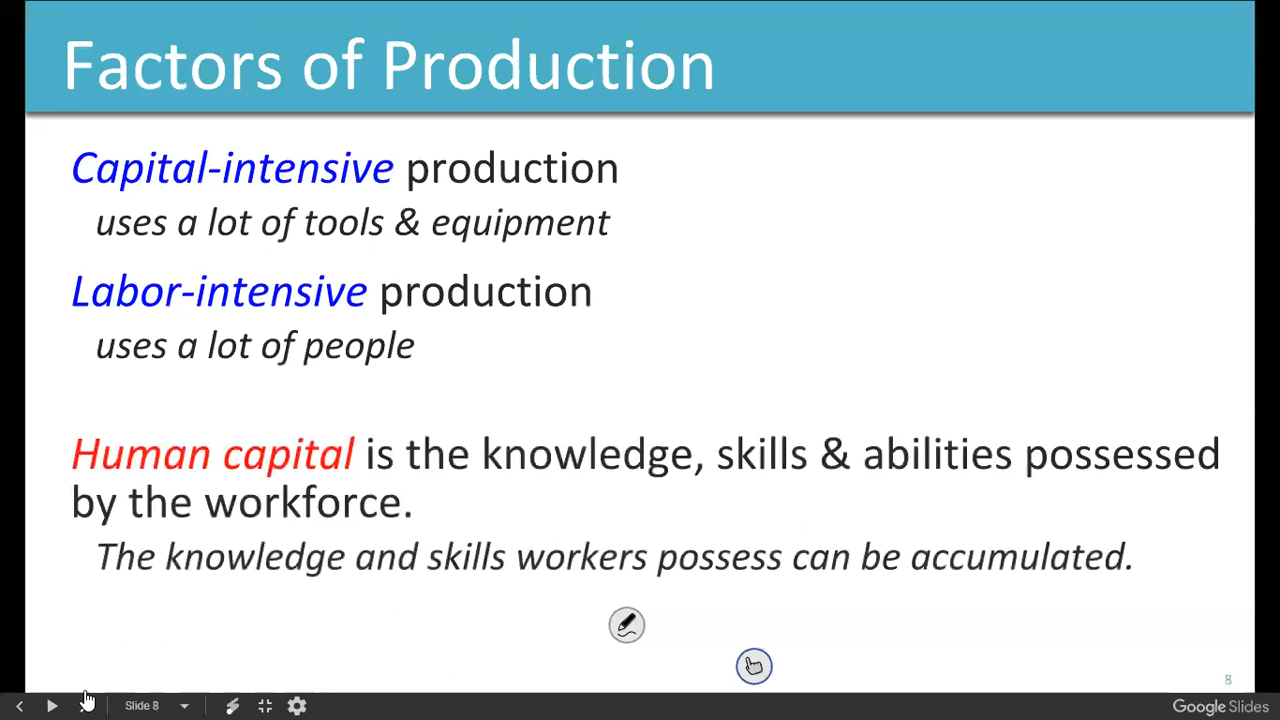 Factors of Production
Capital-intensive production
uses a lot of tools & equipment
Labor-intensive production
uses a lot of people
Human capital is the knowledge, skills & abilities possessed
by the workforce.
The knowledge and skills workers possess can be accumulated.
8
Slide 8
Google Slides